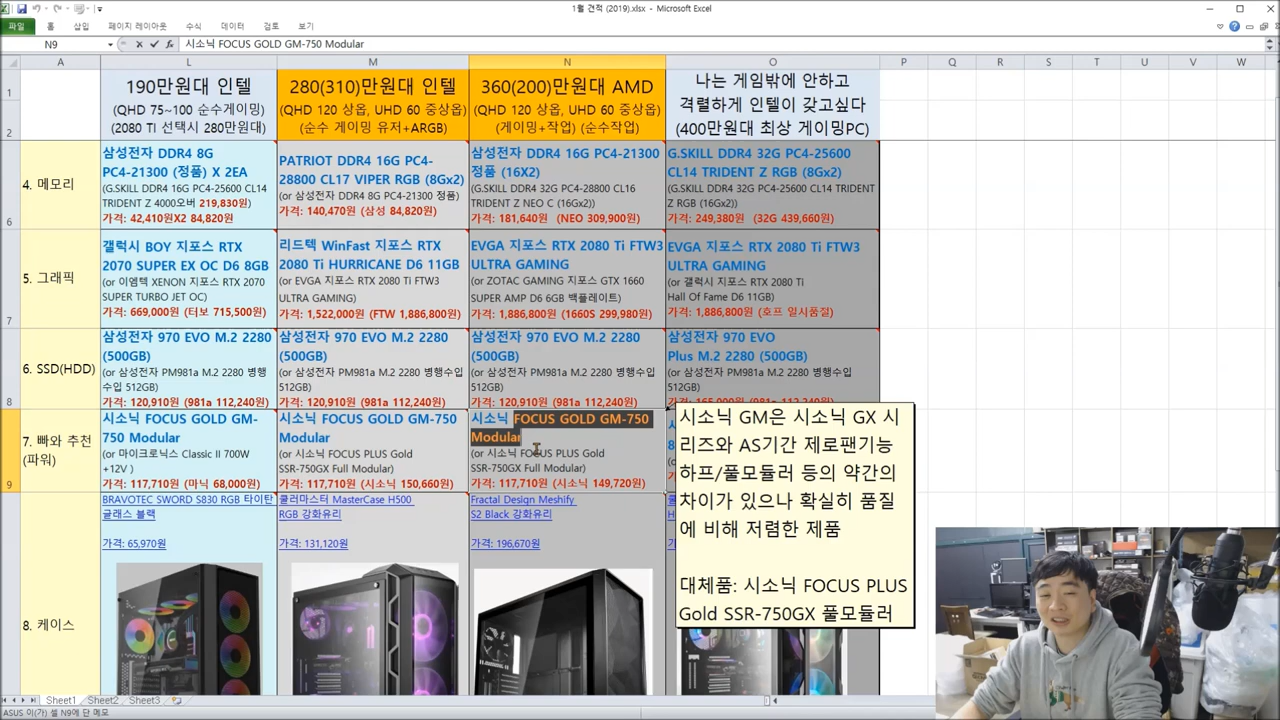 1월 견적 (2019).xlsx - Microsoft Excel
파일 홈 삽입 페이지 레이아웃 수식 데이터 검토 보기
N9 fx 시소닉 FOCUS GOLD GM-750 Modular
A L M N O P Q R S T U V W
1
2
190만원대 인텔
(QHD 75~100 순수게이밍)
(2080 TI 선택시 280만원대)
280(310)만원대 인텔
(QHD 120 상옵, UHD 60 중상옵)
(순수 게이밍 유저+ARGB)
360(200)만원대 AMD
(QHD 120 상옵, UHD 60 중상옵)
(게이밍+작업) (순수작업)
나는 게임밖에 안하고
격렬하게 인텔이 갖고싶다
(400만원대 최상 게이밍PC)
6
4. 메모리
삼성전자 DDR4 8G
PC4-21300 (정품) X 2EA
(G.SKILL DDR4 16G PC4-25600 CL14
TRIDENT Z 4000오버 219,830원)
가격: 42,410원X2 84,820원
PATRIOT DDR4 16G PC4-
28800 CL17 VIPER RGB (8Gx2)
(or 삼성전자 DDR4 8G PC4-21300 정품)
가격: 140,470원 (삼성 84,820원)
삼성전자 DDR4 16G PC4-21300
정품 (16X2)
(G.SKILL DDR4 32G PC4-28800 CL16
TRIDENT Z NEO C (16Gx2))
가격: 181,640원 (NEO 309,900원)
G.SKILL DDR4 32G PC4-25600
CL14 TRIDENT Z RGB (8Gx2)
(G.SKILL DDR4 32G PC4-25600 CL14 TRIDENT
Z RGB (16Gx2))
가격: 249,380원 (32G 439,660원)
7
5. 그래픽
갤럭시 BOY 지포스 RTX
2070 SUPER EX OC D6 8GB
(or 이엠텍 XENON 지포스 RTX 2070
SUPER TURBO JET OC)
가격: 669,000원 (터보 715,500원)
리드텍 WinFast 지포스 RTX
2080 Ti HURRICANE D6 11GB
(or EVGA 지포스 RTX 2080 Ti FTW3
ULTRA GAMING)
가격: 1,522,000원 (FTW 1,886,800원)
EVGA 지포스 RTX 2080 Ti FTW3
ULTRA GAMING
(or ZOTAC GAMING 지포스 GTX 1660
SUPER AMP D6 6GB 백플레이트)
가격: 1,886,800원 (1660S 299,980원)
EVGA 지포스 RTX 2080 Ti FTW3
ULTRA GAMING
(or 갤럭시 지포스 RTX 2080 Ti
Hall Of Fame D6 11GB)
가격: 1,886,800원 (호프 일시품절)
8
6. SSD(HDD)
삼성전자 970 EVO M.2 2280
(500GB)
(or 삼성전자 PM981a M.2 2280 병행
수입 512GB)
가격: 120,910원 (981a 112,240원)
삼성전자 970 EVO M.2 2280
(500GB)
(or 삼성전자 PM981a M.2 2280 병행수입
512GB)
가격: 120,910원 (981a 112,240원)
삼성전자 970 EVO M.2 2280
(500GB)
(or 삼성전자 PM981a M.2 2280 병행수입
512GB)
가격: 120,910원 (981a 112,240원)
삼성전자 970 EVO
Plus M.2 2280 (500GB)
(or 삼성전자 PM981a M.2 2280 병행수입
512GB)
가격: 165,000원 (981a 112,240원)
9
7. 빠와 추천
(파워)
시소닉 FOCUS GOLD GM-
750 Modular
(or 마이크로닉스 Classic II 700W
+12V )
가격: 117,710원 (마닉 68,000원)
시소닉 FOCUS GOLD GM-750
Modular
(or 시소닉 FOCUS PLUS Gold
SSR-750GX Full Modular)
가격: 117,710원 (시소닉 150,660원)
시소닉 FOCUS GOLD GM-750
Modular
(or 시소닉 FOCUS PLUS Gold
SSR-750GX Full Modular)
가격: 117,710원 (시소닉 149,720원)
시소닉 GM은 시소닉 GX 시
리즈와 AS기간 제로팬기능
하프/풀모듈러 등의 약간의
차이가 있으나 확실히 품질
에 비해 저렴한 제품
대체품: 시소닉 FOCUS PLUS
Gold SSR-750GX 풀모듈러
8. 케이스
BRAVOTEC SWORD S830 RGB 타이탄
글래스 블랙
가격: 65,970원
쿨러마스터 MasterCase H500
RGB 강화유리
가격: 131,120원
Fractal Design Meshify
S2 Black 강화유리
가격: 196,670원
Sheet1 Sheet2 Sheet3
ASUS 이(가) 셀 N9에 단 메모